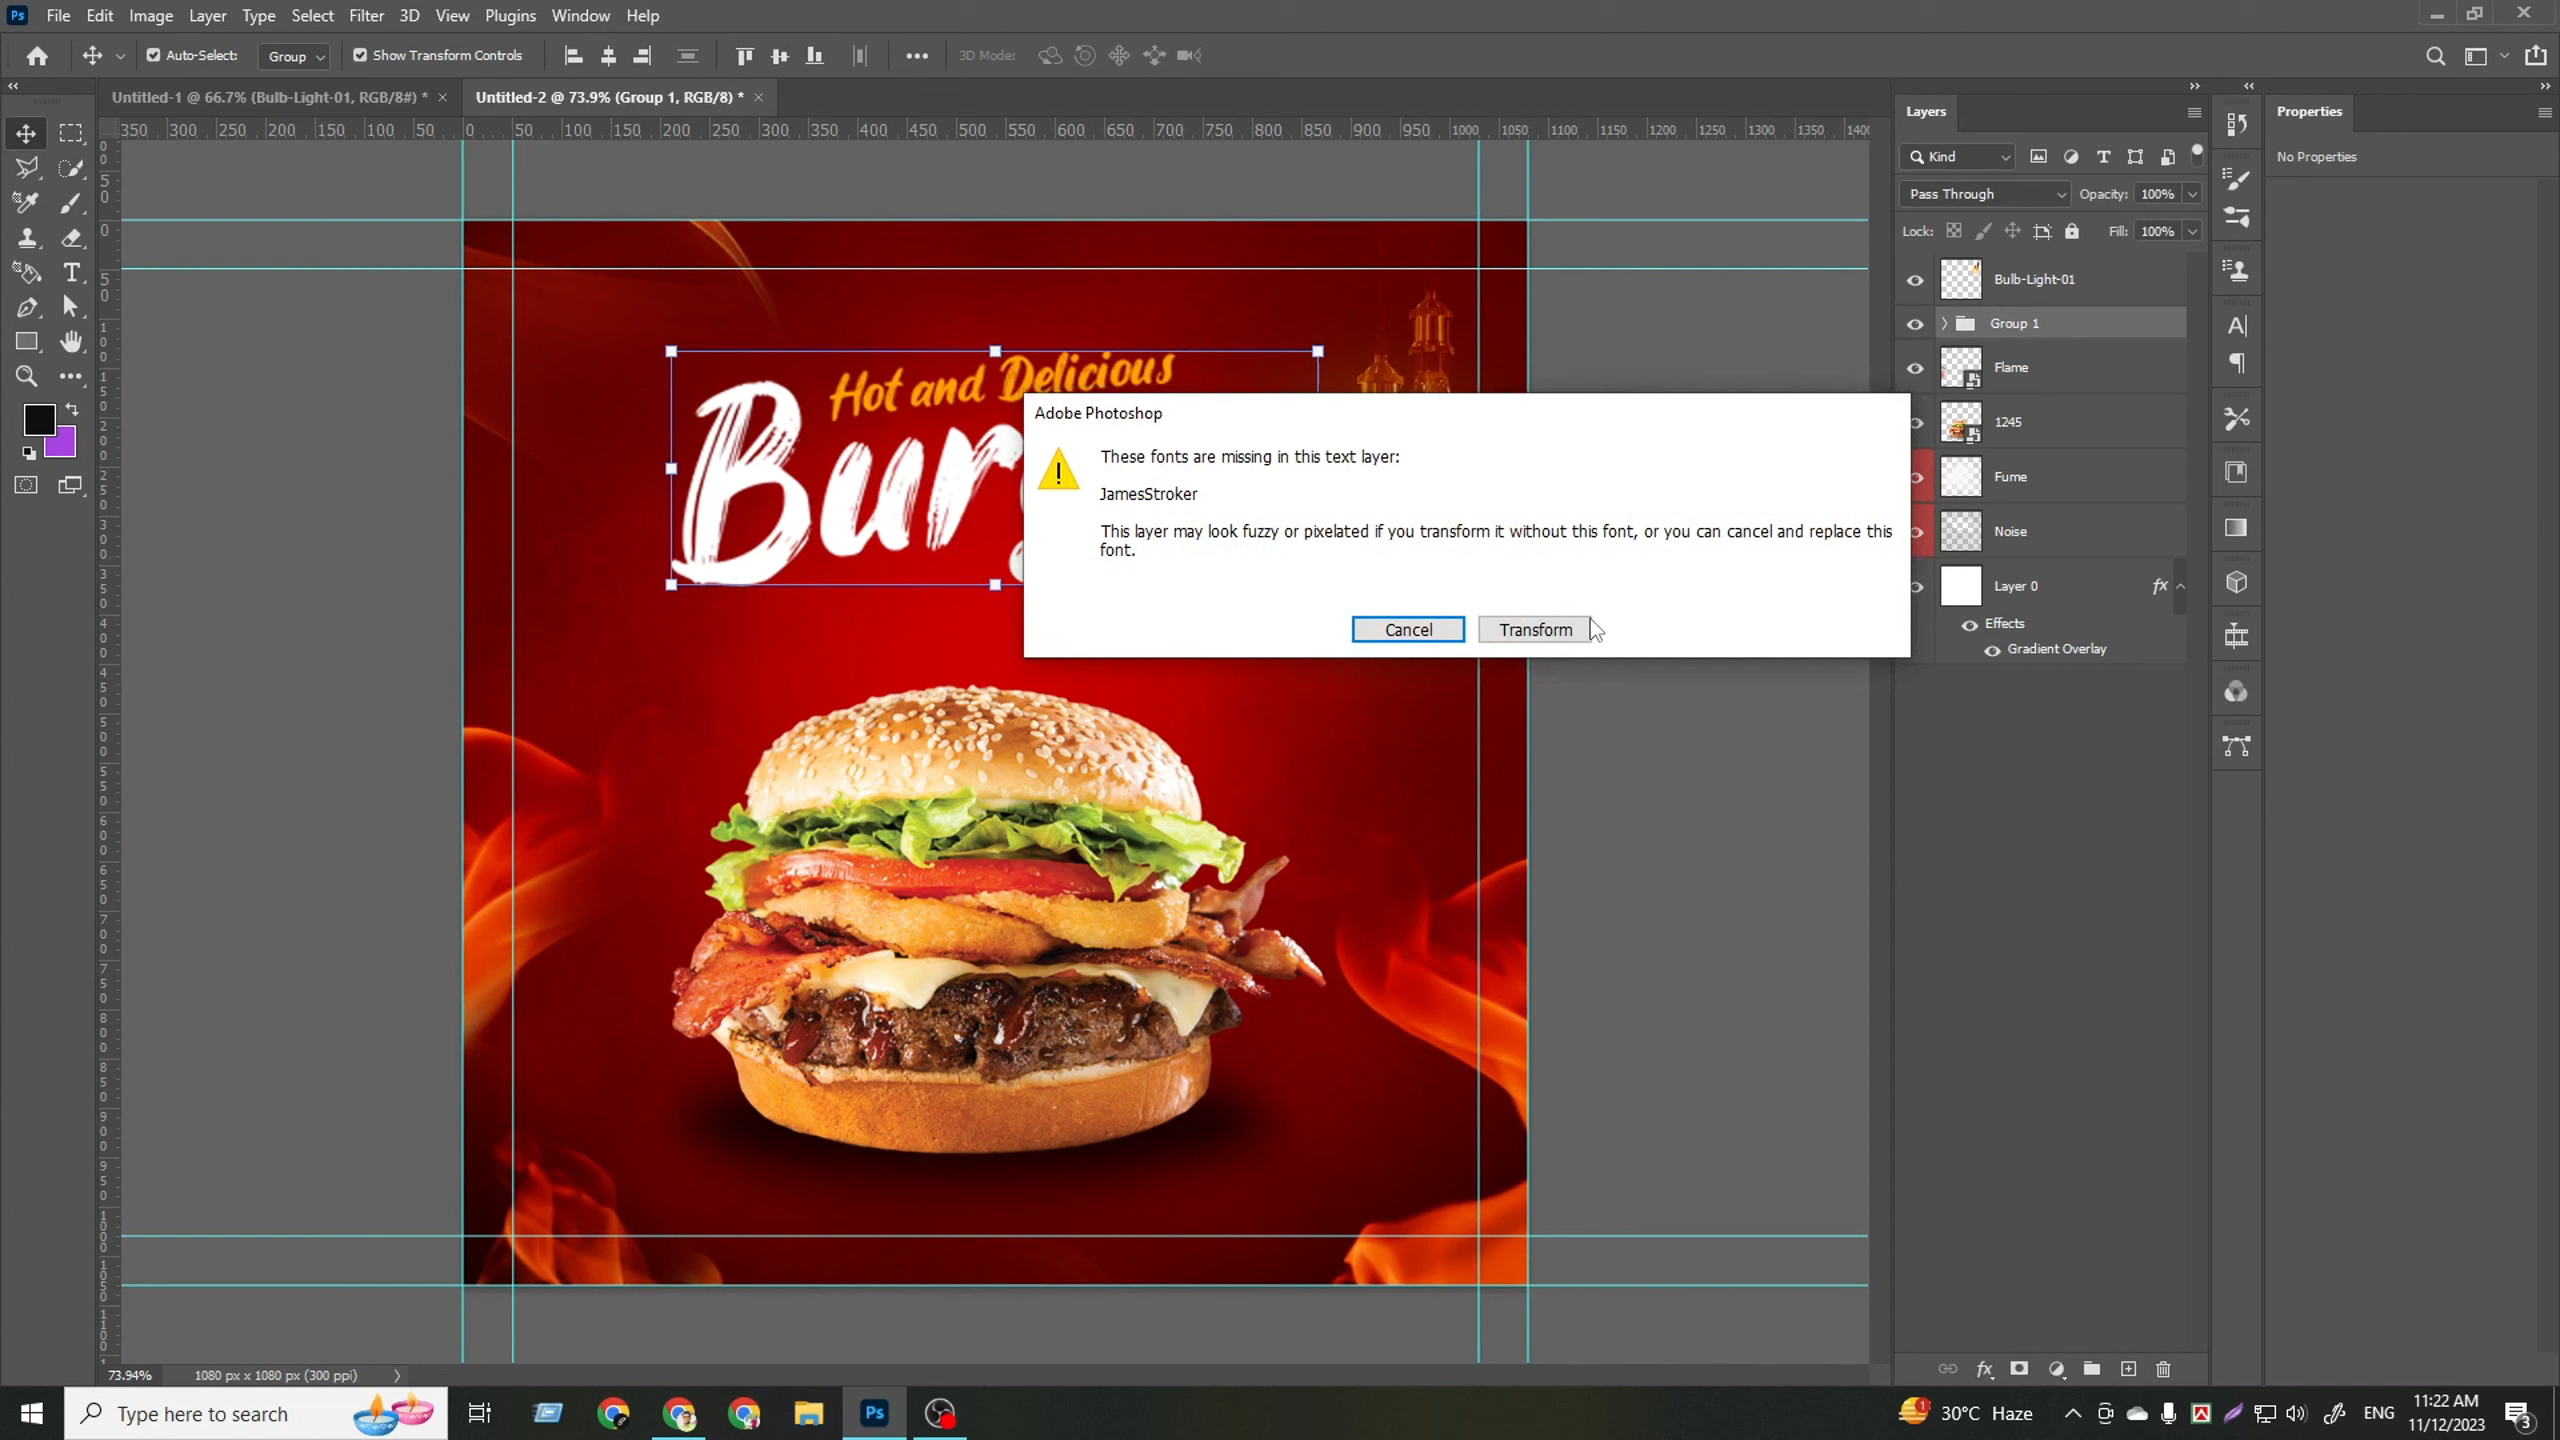 Ps File Edit Image Layer Type Select Filter 3D View Plugins Window Help
Auto-Select: Group Show Transform Controls 3D Mode:
Untitled-1 @ 66.7% (Bulb-Light-01, RGB/8#) * Untitled-2 @ 73.9% (Group 1, RGB/8) *
350 300 250 200 150 100 50 0 50 100 150 200 250 300 350 400 450 500 550 600 650 700 750 800 850 900 950 1000 1050 1100 1150 1200 1250 1300 1350 1400
Hot and Delicious
Adobe Photoshop
These fonts are missing in this text layer:
JamesStroker
This layer may look fuzzy or pixelated if you transform it without this font, or you can cancel and replace this
font.
Cancel Transform
Layers
Kind
Pass Through Opacity: 100%
Lock: Fill: 100%
Bulb-Light-01
Group 1
Flame
1245
Fume
Noise
Layer 0 fx
Effects
Gradient Overlay
Properties
No Properties
73.94% 1080 px x 1080 px (300 ppi)
Type here to search
Ps
30°C Haze
ENG
11:22 AM
11/12/2023
3